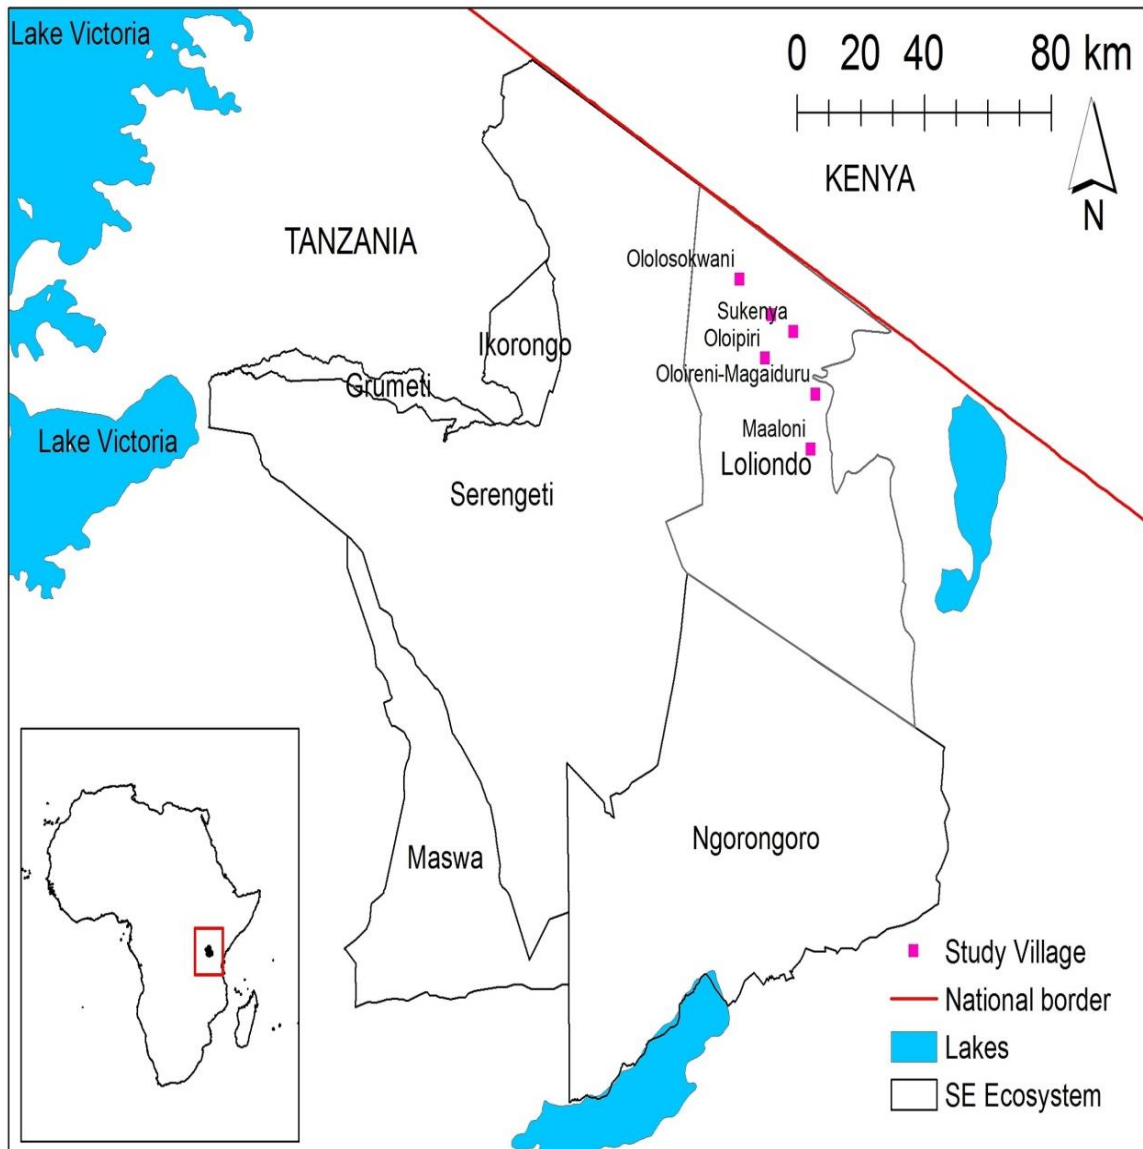 Lake Victoria
0 20 40 80 km
KENYA
N
TANZANIA
Ololosokwani
Sukenya
Oloipiri
Ikorongo
Oloireni-Magaiduru
Grumeti
Maaloni
Lake Victoria
Loliondo
Serengeti
Ngorongoro
Maswa
Study Village
National border
Lakes
SE Ecosystem